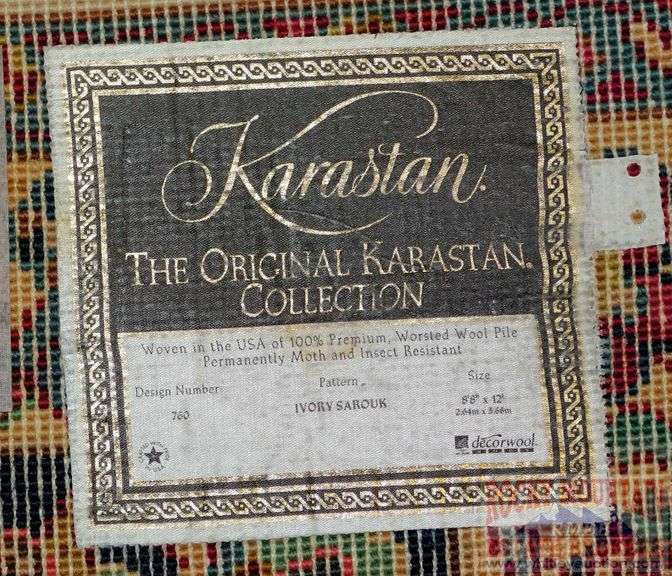 Karastan.
THE ORIGINAL KARASTAN®
COLLECTION
Woven in the USA of 100% Premium, Worsted Wool Pile
Permanently Moth and Insect Resistant
Design Number Pattern Size
760 IVORY SAROUK 8'8" x 12'
2.64m x 3.66m
decorwool